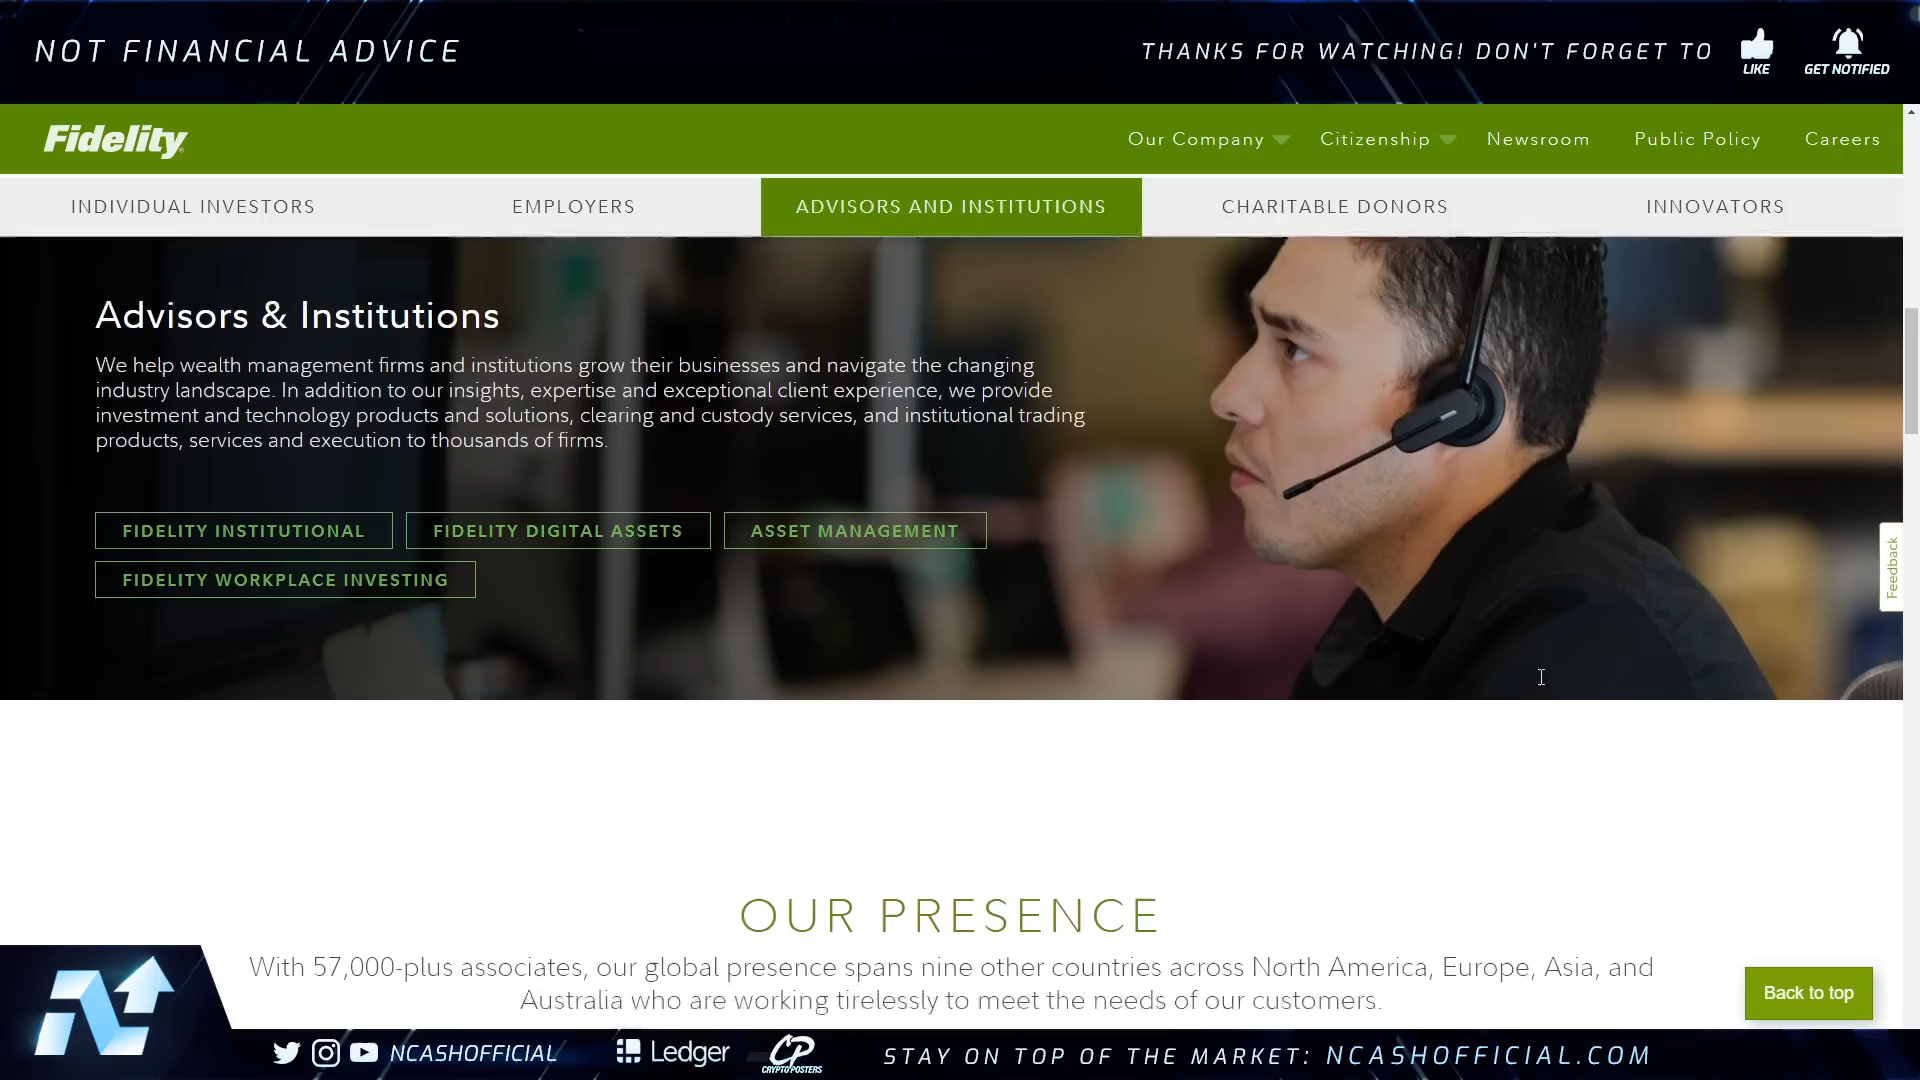 NOT FINANCIAL ADVICE
THANKS FOR WATCHING! DON'T FORGET TO
LIKE
GET NOTIFIED
Fidelity
Our Company
Citizenship
Newsroom
Public Policy
Careers
INDIVIDUAL INVESTORS
EMPLOYERS
ADVISORS AND INSTITUTIONS
CHARITABLE DONORS
INNOVATORS
Advisors & Institutions
We help wealth management firms and institutions grow their businesses and navigate the changing
industry landscape. In addition to our insights, expertise and exceptional client experience, we provide
investment and technology products and solutions, clearing and custody services, and institutional trading
products, services and execution to thousands of firms.
FIDELITY INSTITUTIONAL
FIDELITY DIGITAL ASSETS
ASSET MANAGEMENT
FIDELITY WORKPLACE INVESTING
Feedback
OUR PRESENCE
With 57,000-plus associates, our global presence spans nine other countries across North America, Europe, Asia, and
Australia who are working tirelessly to meet the needs of our customers.
Back to top
NCASHOFFICIAL
Ledger
CP
CRYPTOPOSTERS
STAY ON TOP OF THE MARKET: NCASHOFFICIAL.COM